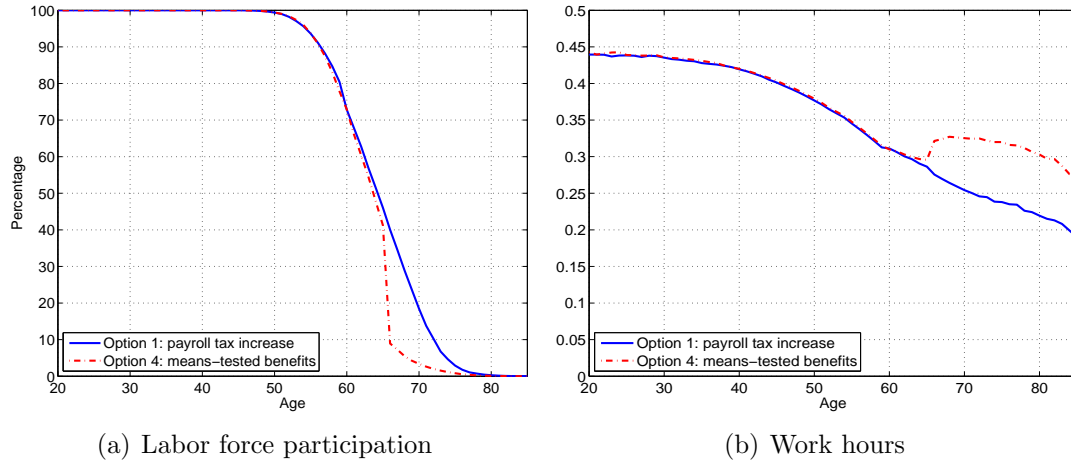 100
90
80
70
60
50
40
30
20
10
0
Percentage
Option 1: payroll tax increase
Option 4: means−tested benefits
20 30 40 50 60 70 80
Age
(a) Labor force participation
0.5
0.45
0.4
0.35
0.3
0.25
0.2
0.15
0.1
0.05
0
Option 1: payroll tax increase
Option 4: means−tested benefits
20 30 40 50 60 70 80
Age
(b) Work hours